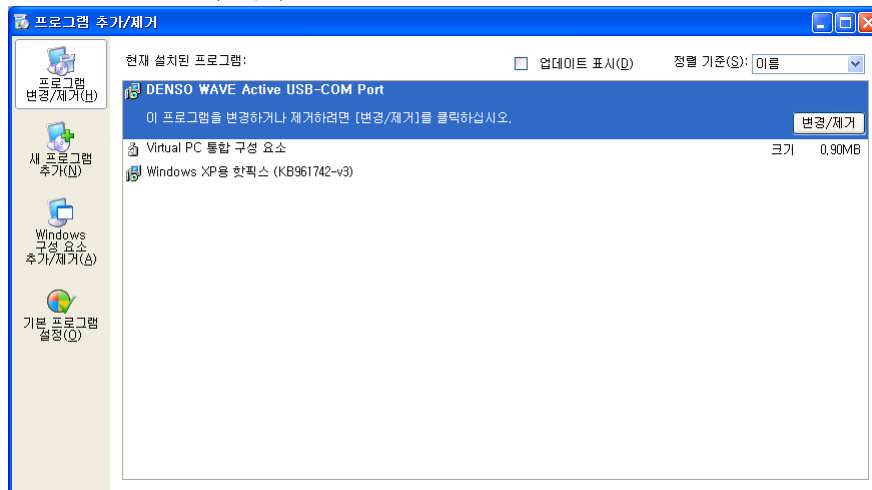 프로그램 추가/제거
프로그램
변경/제거(H)
새 프로그램
추가(N)
Windows
구성 요소
추가/제거(A)
기본 프로그램
설정(O)
현재 설치된 프로그램:
업데이트 표시(D)
정렬 기준(S): 이름
DENSO WAVE Active USB-COM Port
이 프로그램을 변경하거나 제거하려면 [변경/제거]를 클릭하십시오.
변경/제거
Virtual PC 통합 구성 요소 크기 0,90MB
Windows XP용 핫픽스 (KB961742-v3)